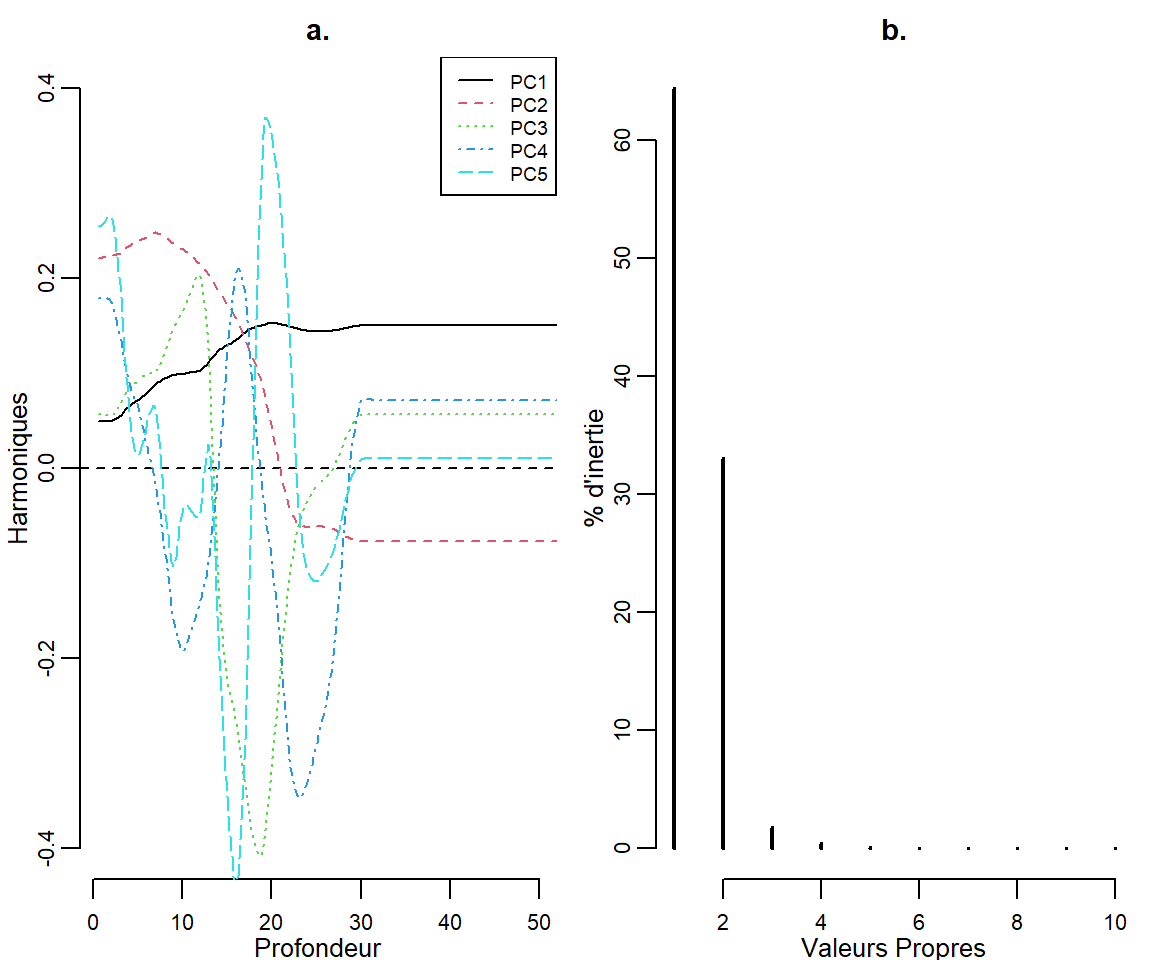 a.
Harmoniques
0.4
0.2
0.0
-0.2
-0.4
PC1
PC2
PC3
PC4
PC5
0 10 20 30 40 50
Profondeur
b.
% d'inertie
60
50
40
30
20
10
0
2 4 6 8 10
Valeurs Propres